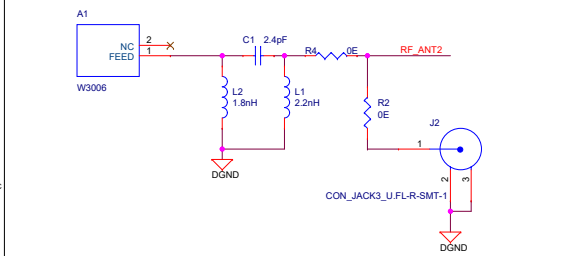 A1
C1 2.4pF
NC 2
FEED 1
R4 0E
RF_ANT2
W3006
L2
1.8nH
L1
2.2nH
R2
0E
J2
1
DGND
2 3
CON_JACK3_U.FL-R-SMT-1
DGND